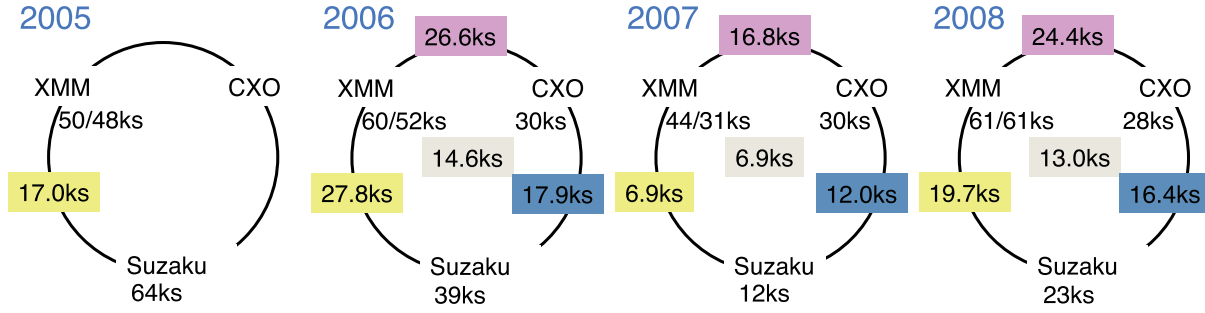 2005
XMM CXO
50/48ks
17.0ks
Suzaku
64ks
2006
26.6ks
XMM CXO
60/52ks 30ks
14.6ks
27.8ks 17.9ks
Suzaku
39ks
2007
16.8ks
XMM CXO
44/31ks 30ks
6.9ks
6.9ks 12.0ks
Suzaku
12ks
2008
24.4ks
XMM CXO
61/61ks 28ks
13.0ks
19.7ks 16.4ks
Suzaku
23ks